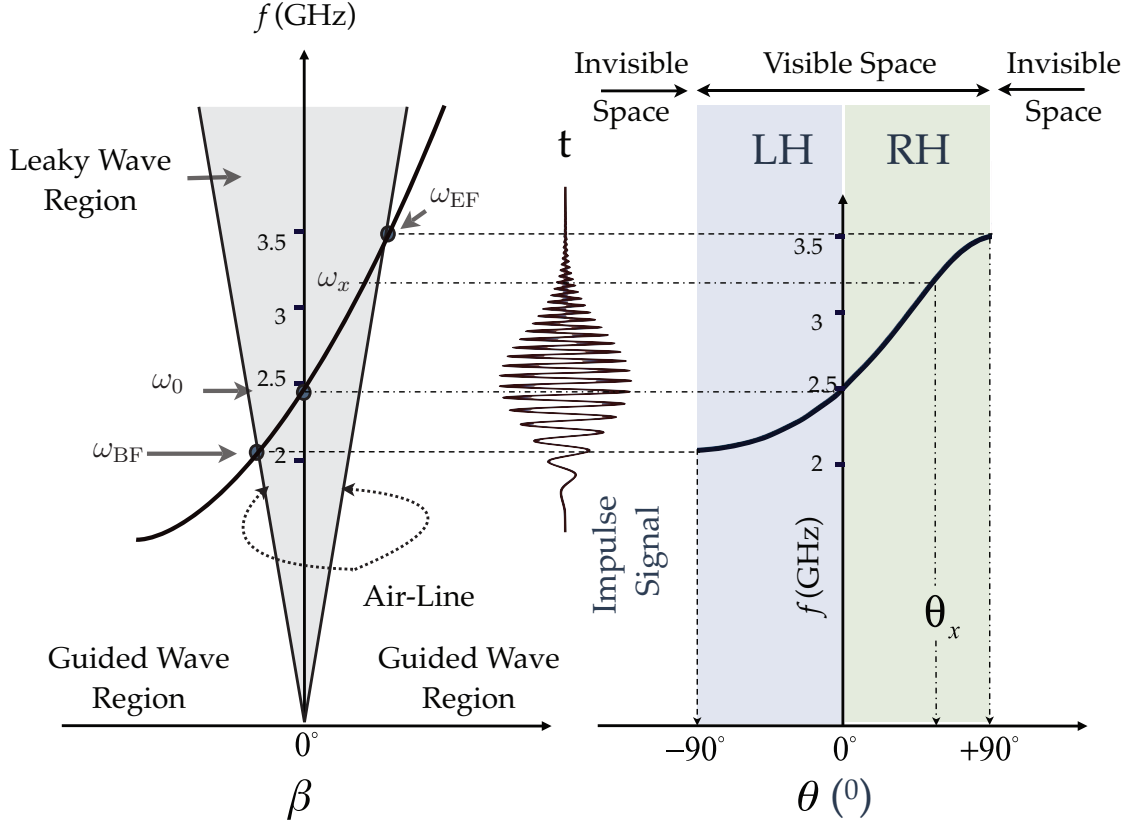 f (GHz)
Leaky Wave
Region
ω_EF
3.5
ω_x
3
2.5
ω_0
ω_BF
2
Air-Line
Guided Wave
Region
Guided Wave
Region
0°
β
t
Impulse
Signal
Invisible
Space
Visible Space
Invisible
Space
LH
RH
3.5
3
2.5
2
f (GHz)
θ_x
−90°
0°
+90°
θ (⁰)